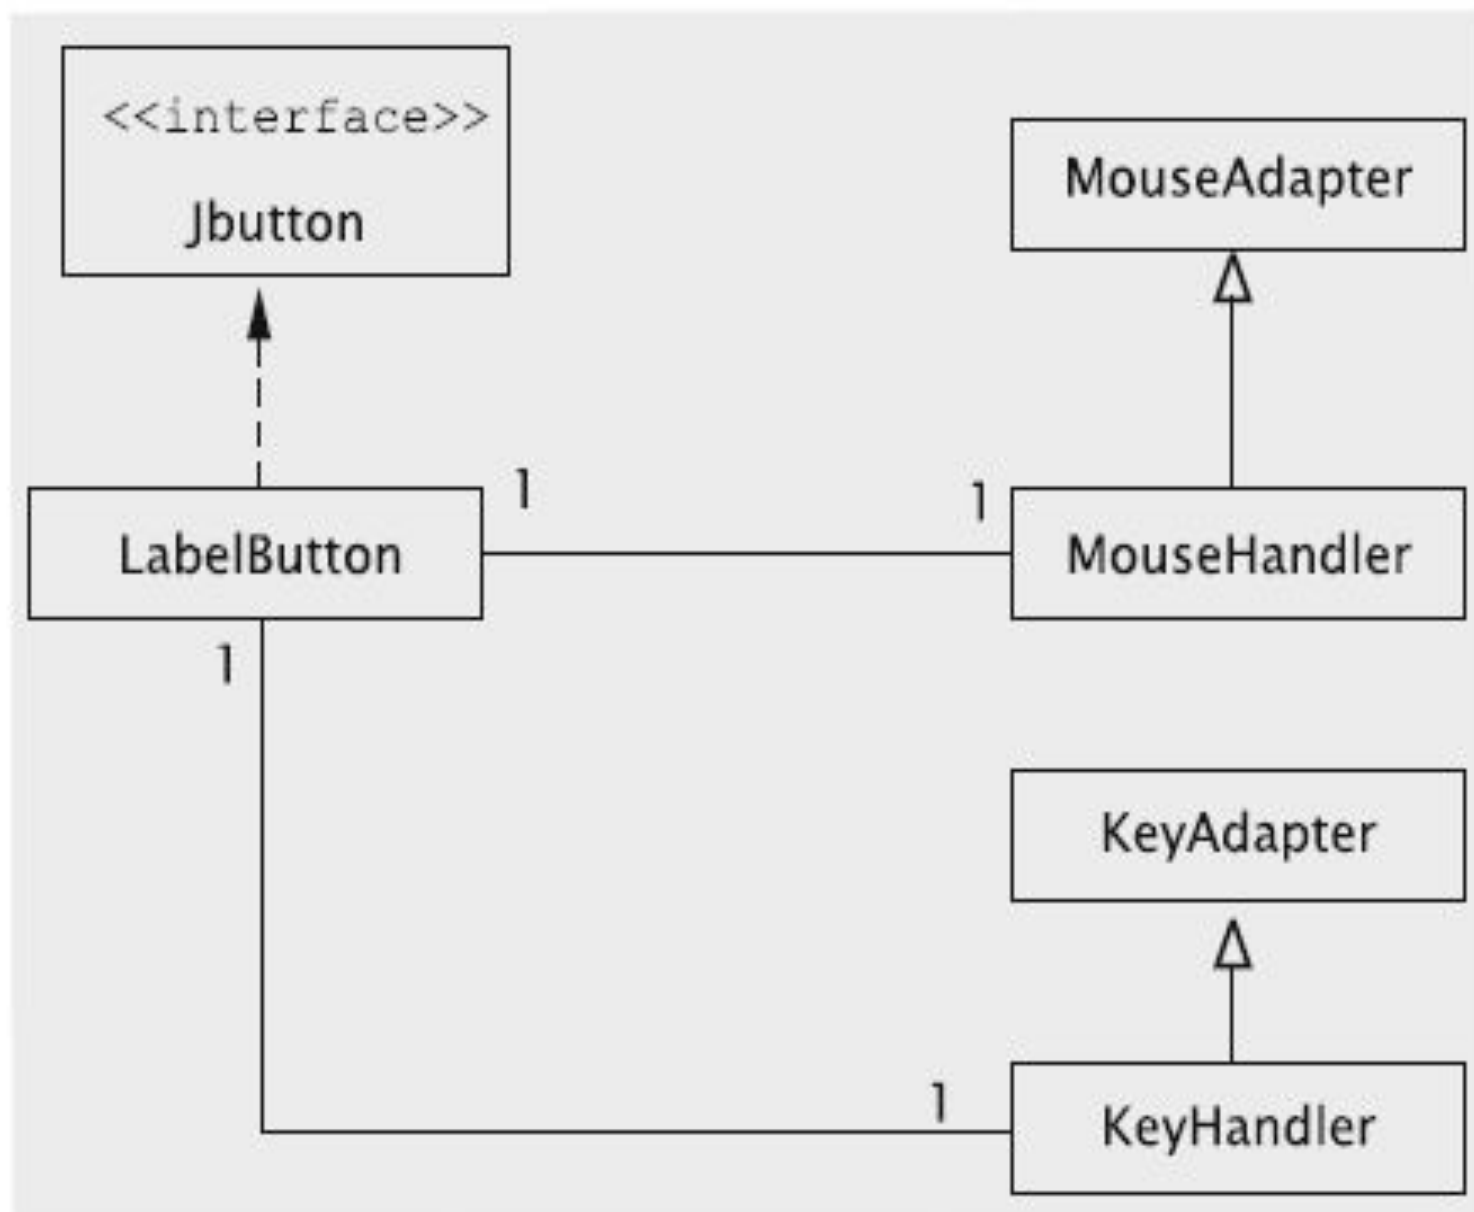 <<interface>>
Jbutton
MouseAdapter
LabelButton
1
1
MouseHandler
1
KeyAdapter
1
KeyHandler